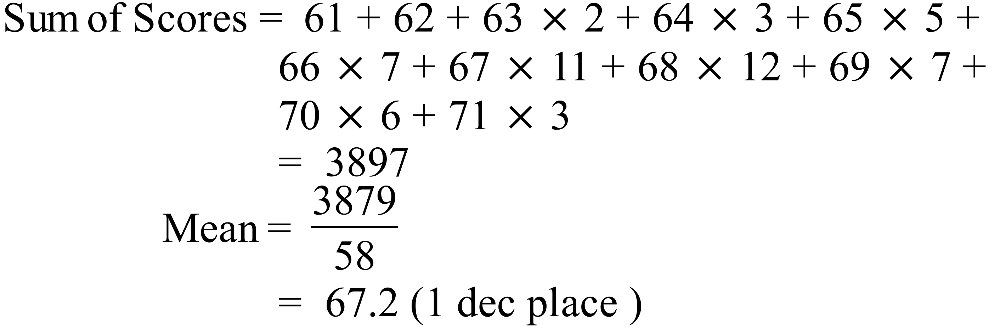 Sum of Scores = 61 + 62 + 63 × 2 + 64 × 3 + 65 × 5 +
66 × 7 + 67 × 11 + 68 × 12 + 69 × 7 +
70 × 6 + 71 × 3
= 3897
3879
Mean =
58
= 67.2 (1 dec place )